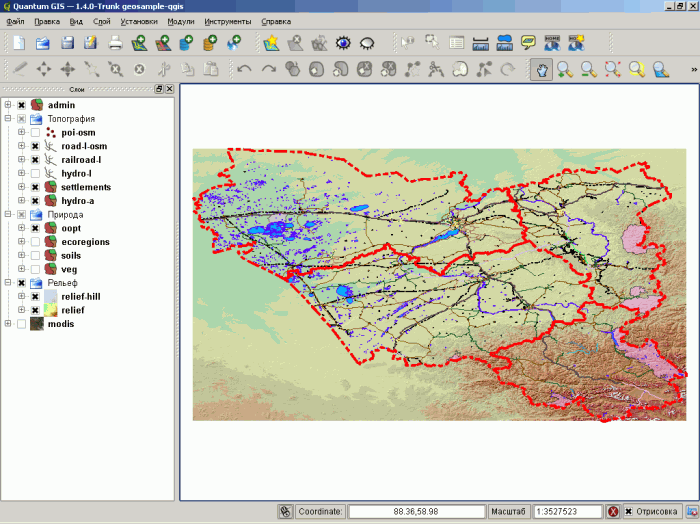 Quantum GIS — 1.4.0-Trunk geosample-qgis
Файл Правка Вид Слой Установки Модули Инструменты Справка
Слои
admin
Топография
poi-osm
road-l-osm
railroad-l
hydro-l
settlements
hydro-a
Природа
oopt
ecoregions
soils
veg
Рельеф
relief-hill
relief
modis
Coordinate: 88.36,58.98 Масштаб 1:3527523 Отрисовка